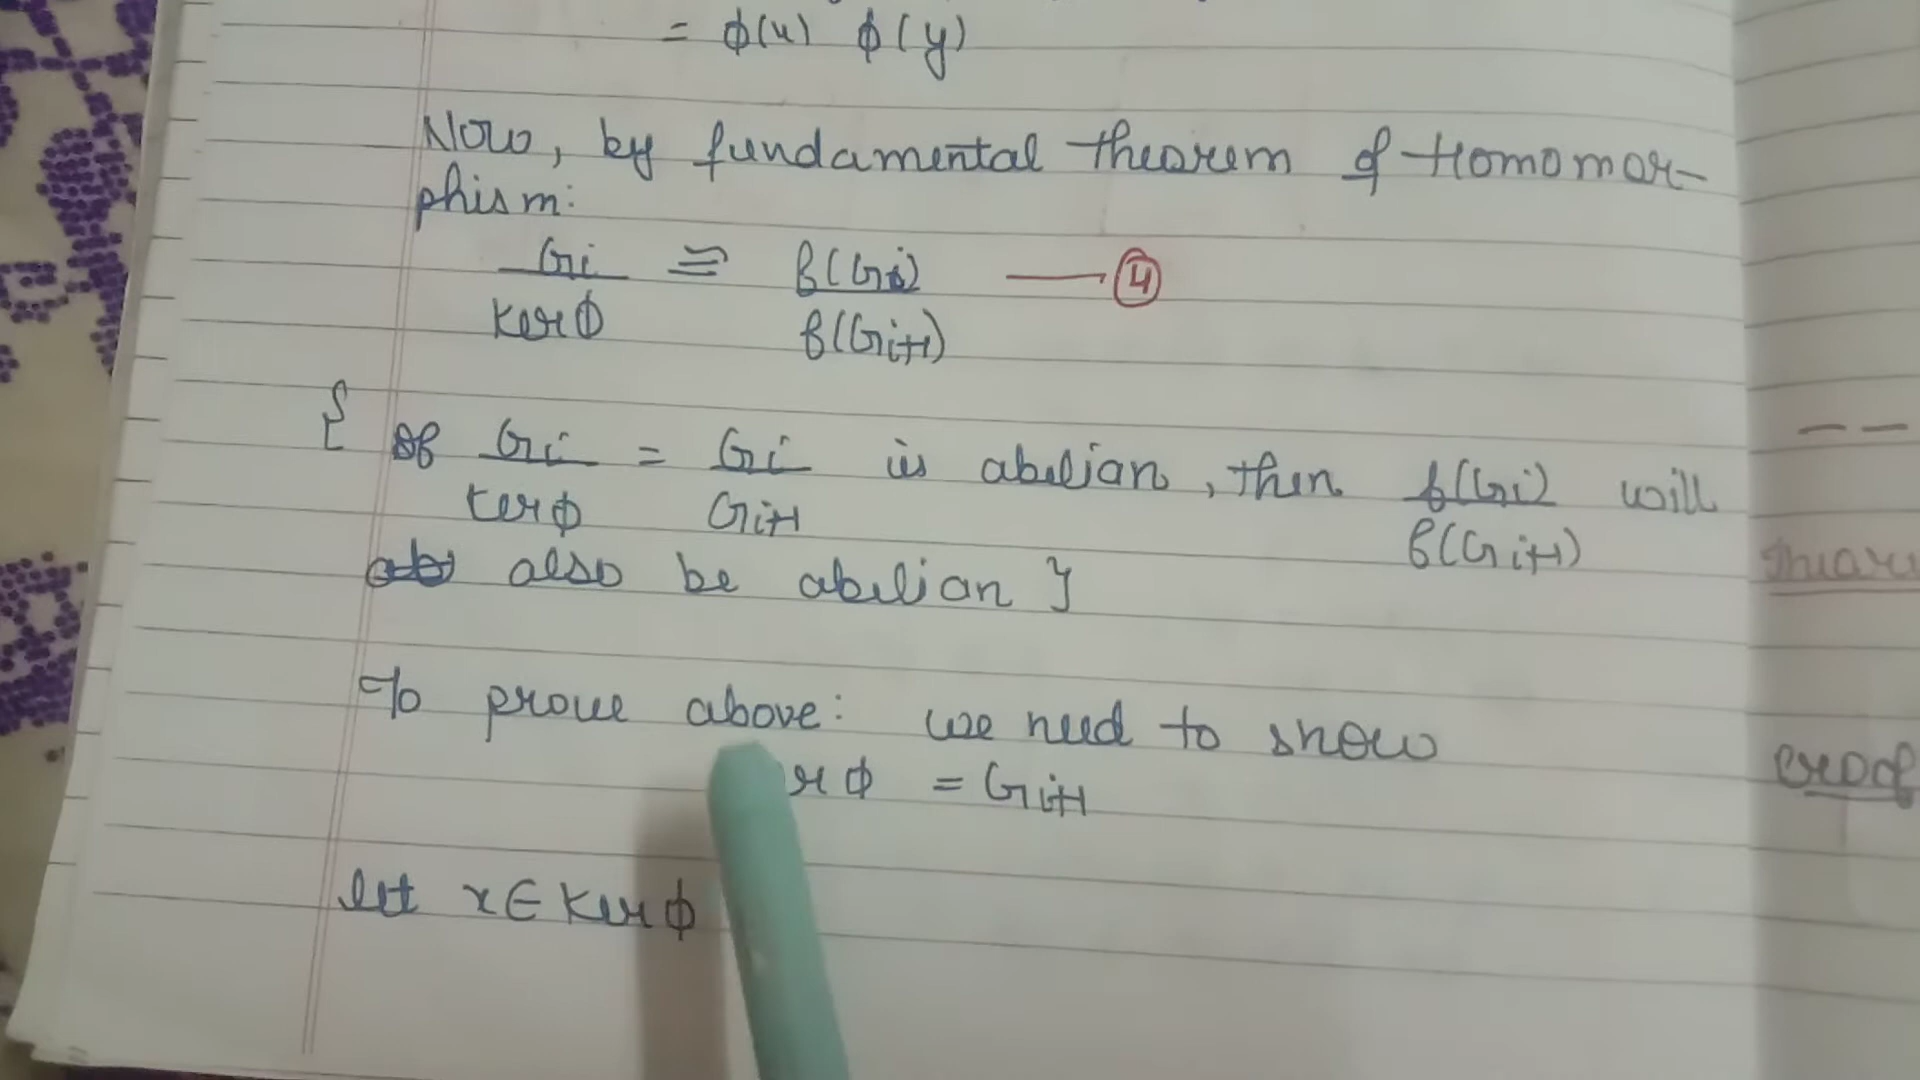 = ϕ(x) ϕ(y)
Now, by fundamental theorem of Homomor-
phism:
Gi / Ker ϕ ≅ f(Gi) / f(Gi+1) — ④
{ If Gi / Ker ϕ = Gi / Gi+1 is abelian, then f(Gi) / f(Gi+1) will
also be abelian }
To prove above: we need to show
ϕ = Gi+1
let x ∈ Ker ϕ